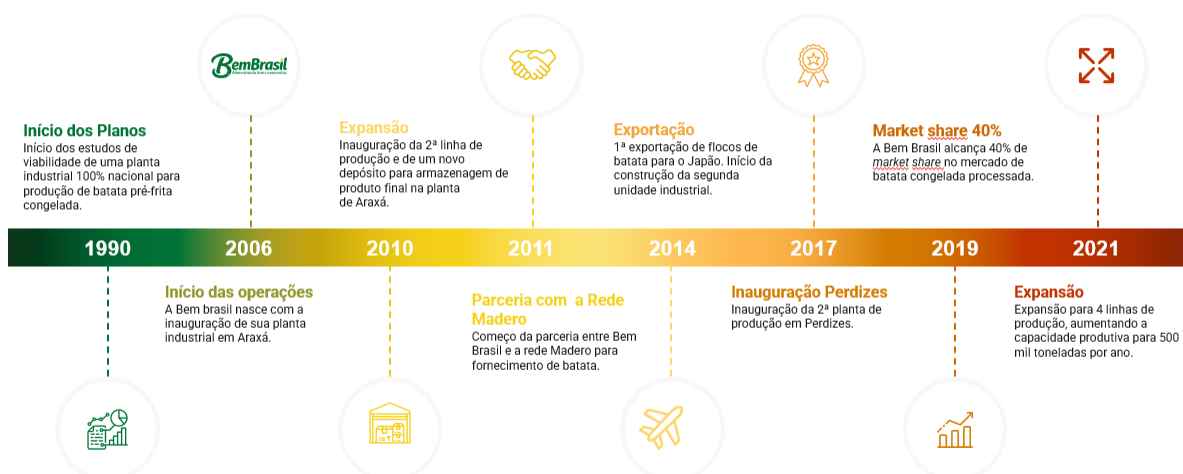 BemBrasil
Início dos Planos
Início dos estudos de
viabilidade de uma planta
industrial 100% nacional para
produção de batata pré-frita
congelada.
Expansão
Inauguração da 2ª linha de
produção e de um novo
depósito para armazenagem de
produto final na planta
de Araxá.
Exportação
1ª exportação de flocos de
batata para o Japão. Início da
construção da segunda
unidade industrial.
Market share 40%
A Bem Brasil alcança 40% de
market share no mercado de
batata congelada processada.
1990 2006 2010 2011 2014 2017 2019 2021
Início das operações
A Bem brasil nasce com a
inauguração de sua planta
industrial em Araxá.
Parceria com  a Rede
Madero
Começo da parceria entre Bem
Brasil e a rede Madero para
fornecimento de batata.
Inauguração Perdizes
Inauguração da 2ª planta de
produção em Perdizes.
Expansão
Expansão para 4 linhas de
produção, aumentando a
capacidade produtiva para 500
mil toneladas por ano.